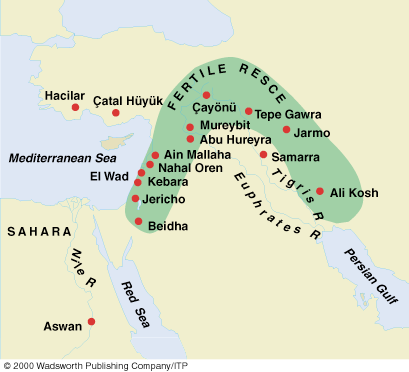 FERTILE RESCE
Hacilar
Çatal Hüyük
Çayönü
Tepe Gawra
Mureybit
Jarmo
Abu Hureyra
Mediterranean Sea
Ain Mallaha
Samarra
Nahal Oren
El Wad
Kebara
Tigris R
Ali Kosh
Euphrates R
Jericho
Beidha
SAHARA
Nile R
Persian Gulf
Red Sea
Aswan
© 2000 Wadsworth Publishing Company/ITP